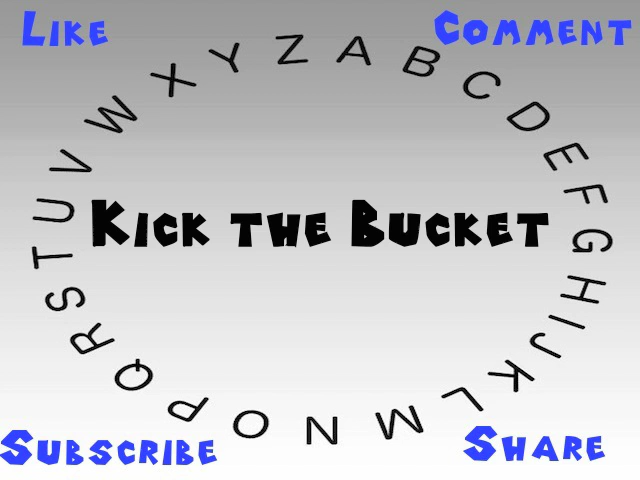 Like
Comment
A B C D E F G H I J K L M N O P Q R S T U V W X Y Z
Kick the Bucket
Subscribe
Share